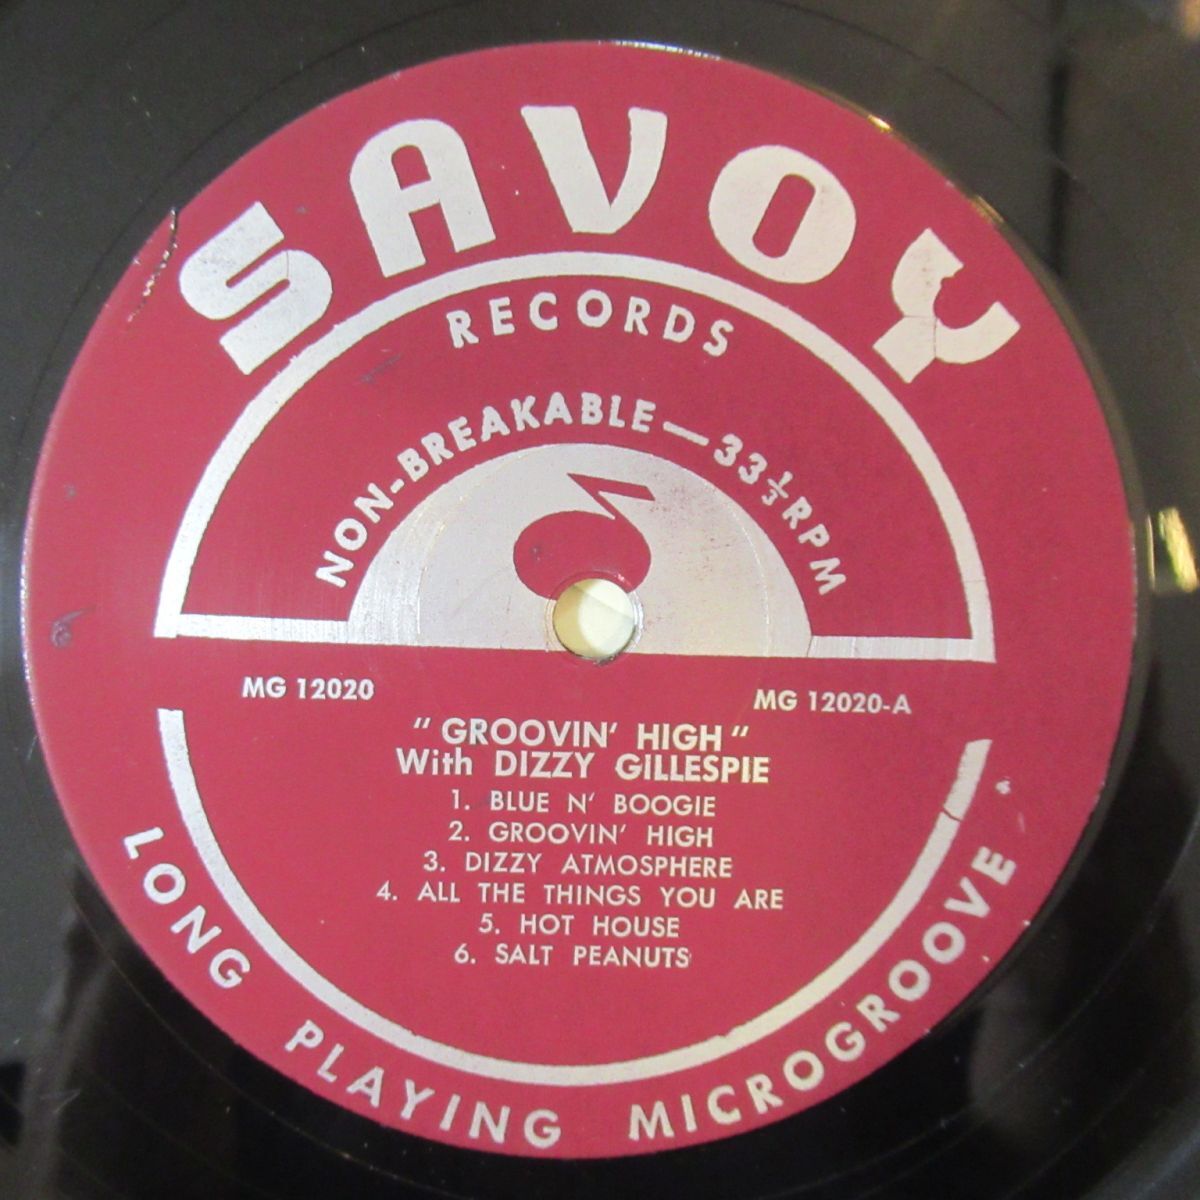 SAVOY
RECORDS
NON-BREAKABLE—33⅓RPM
MG 12020
MG 12020-A
"GROOVIN' HIGH"
With DIZZY GILLESPIE
1. BLUE N' BOOGIE
2. GROOVIN' HIGH
3. DIZZY ATMOSPHERE
4. ALL THE THINGS YOU ARE
5. HOT HOUSE
6. SALT PEANUTS
LONG PLAYING MICROGROOVE